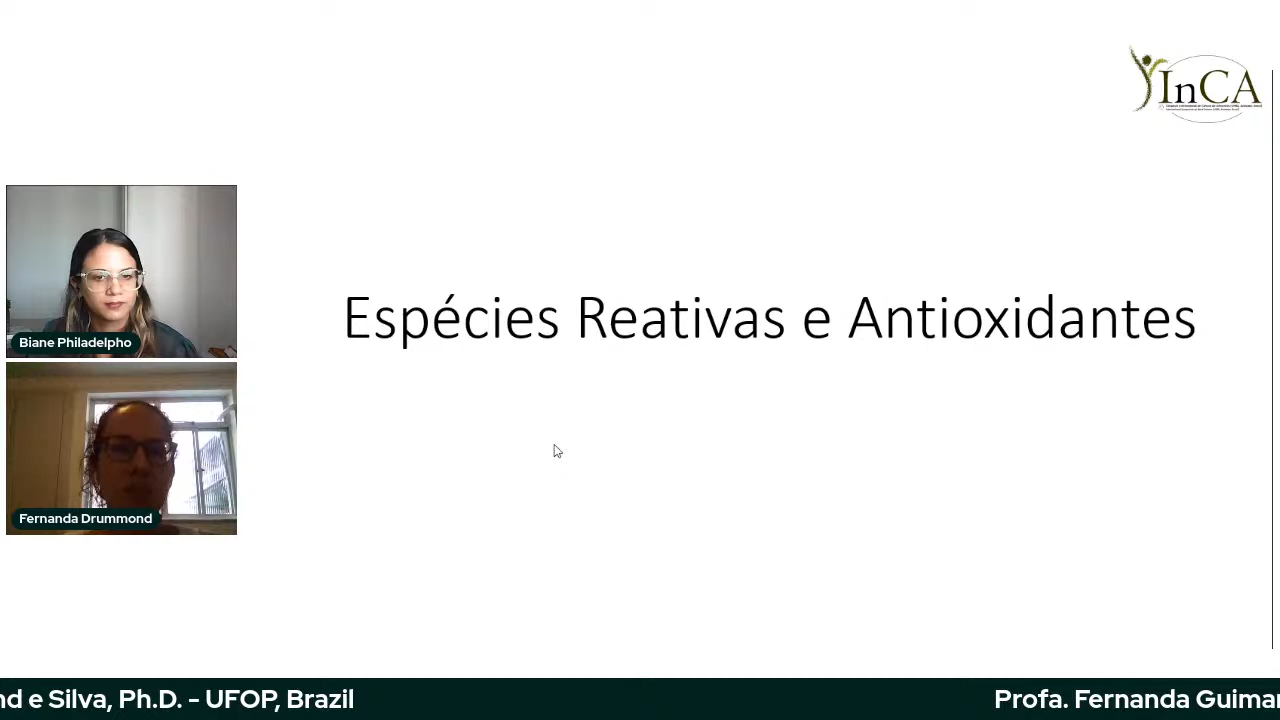 InCA
Espécies Reativas e Antioxidantes
Biane Philadelpho
Fernanda Drummond
nd e Silva, Ph.D. - UFOP, Brazil
Profa. Fernanda Guimar